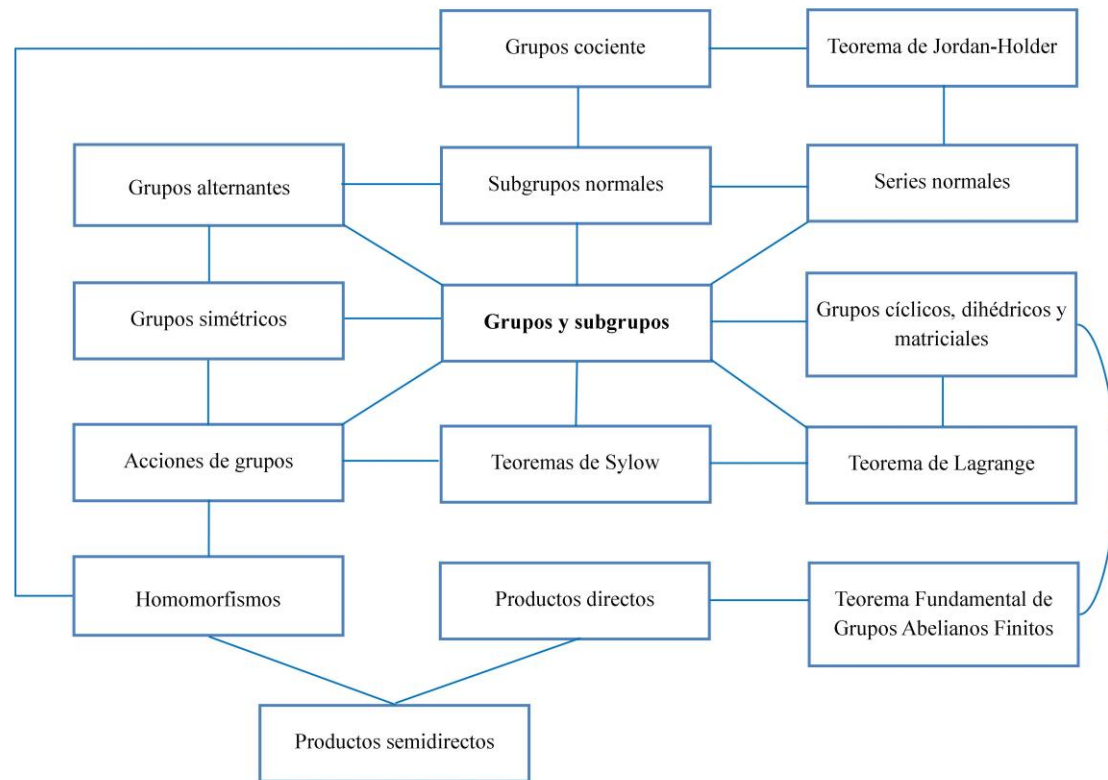 Grupos cociente
Teorema de Jordan-Holder
Grupos alternantes
Subgrupos normales
Series normales
Grupos simétricos
Grupos y subgrupos
Grupos cíclicos, dihédricos y
matriciales
Acciones de grupos
Teoremas de Sylow
Teorema de Lagrange
Homomorfismos
Productos directos
Teorema Fundamental de
Grupos Abelianos Finitos
Productos semidirectos